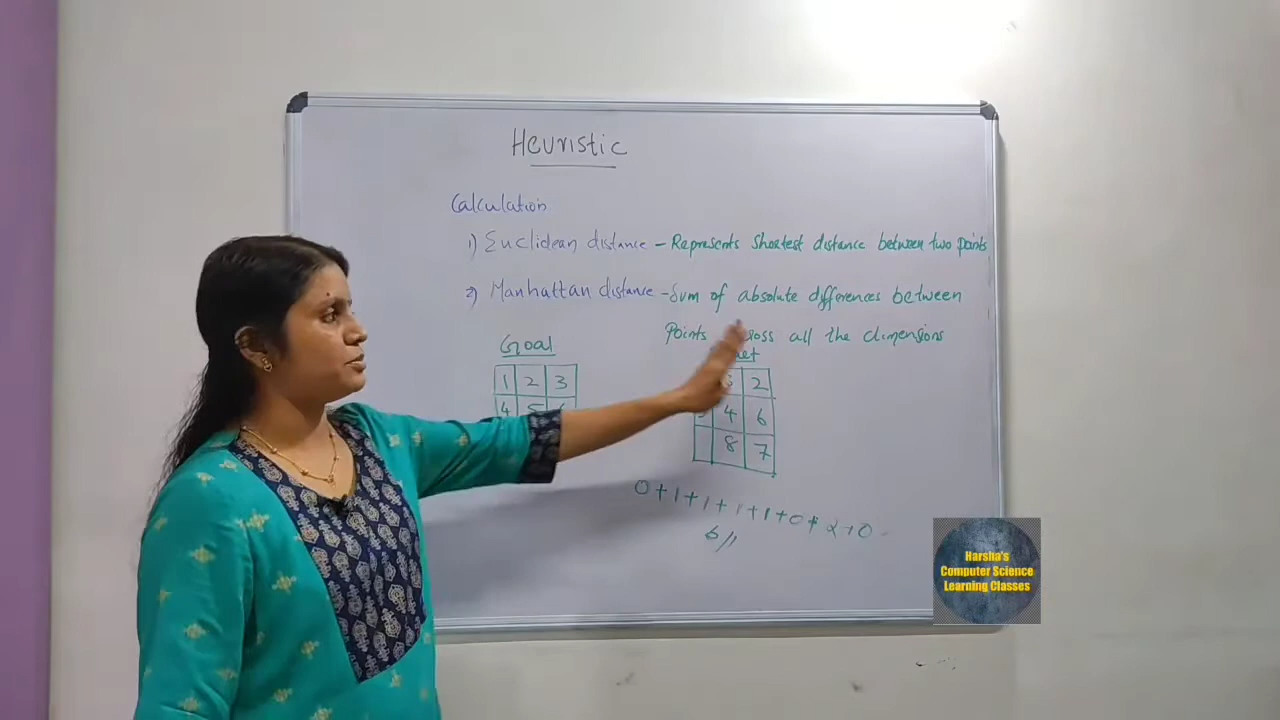 Heuristic
Calculation
1) Euclidean distance - Represents shortest distance between two points
2) Manhattan distance - Sum of absolute differences between
Points all the dimensions
Goal
1 2 3
4
2
4 6
8 7
0+1+1+1+1+0+2+0
6//
Harsha's
Computer Science
Learning Classes